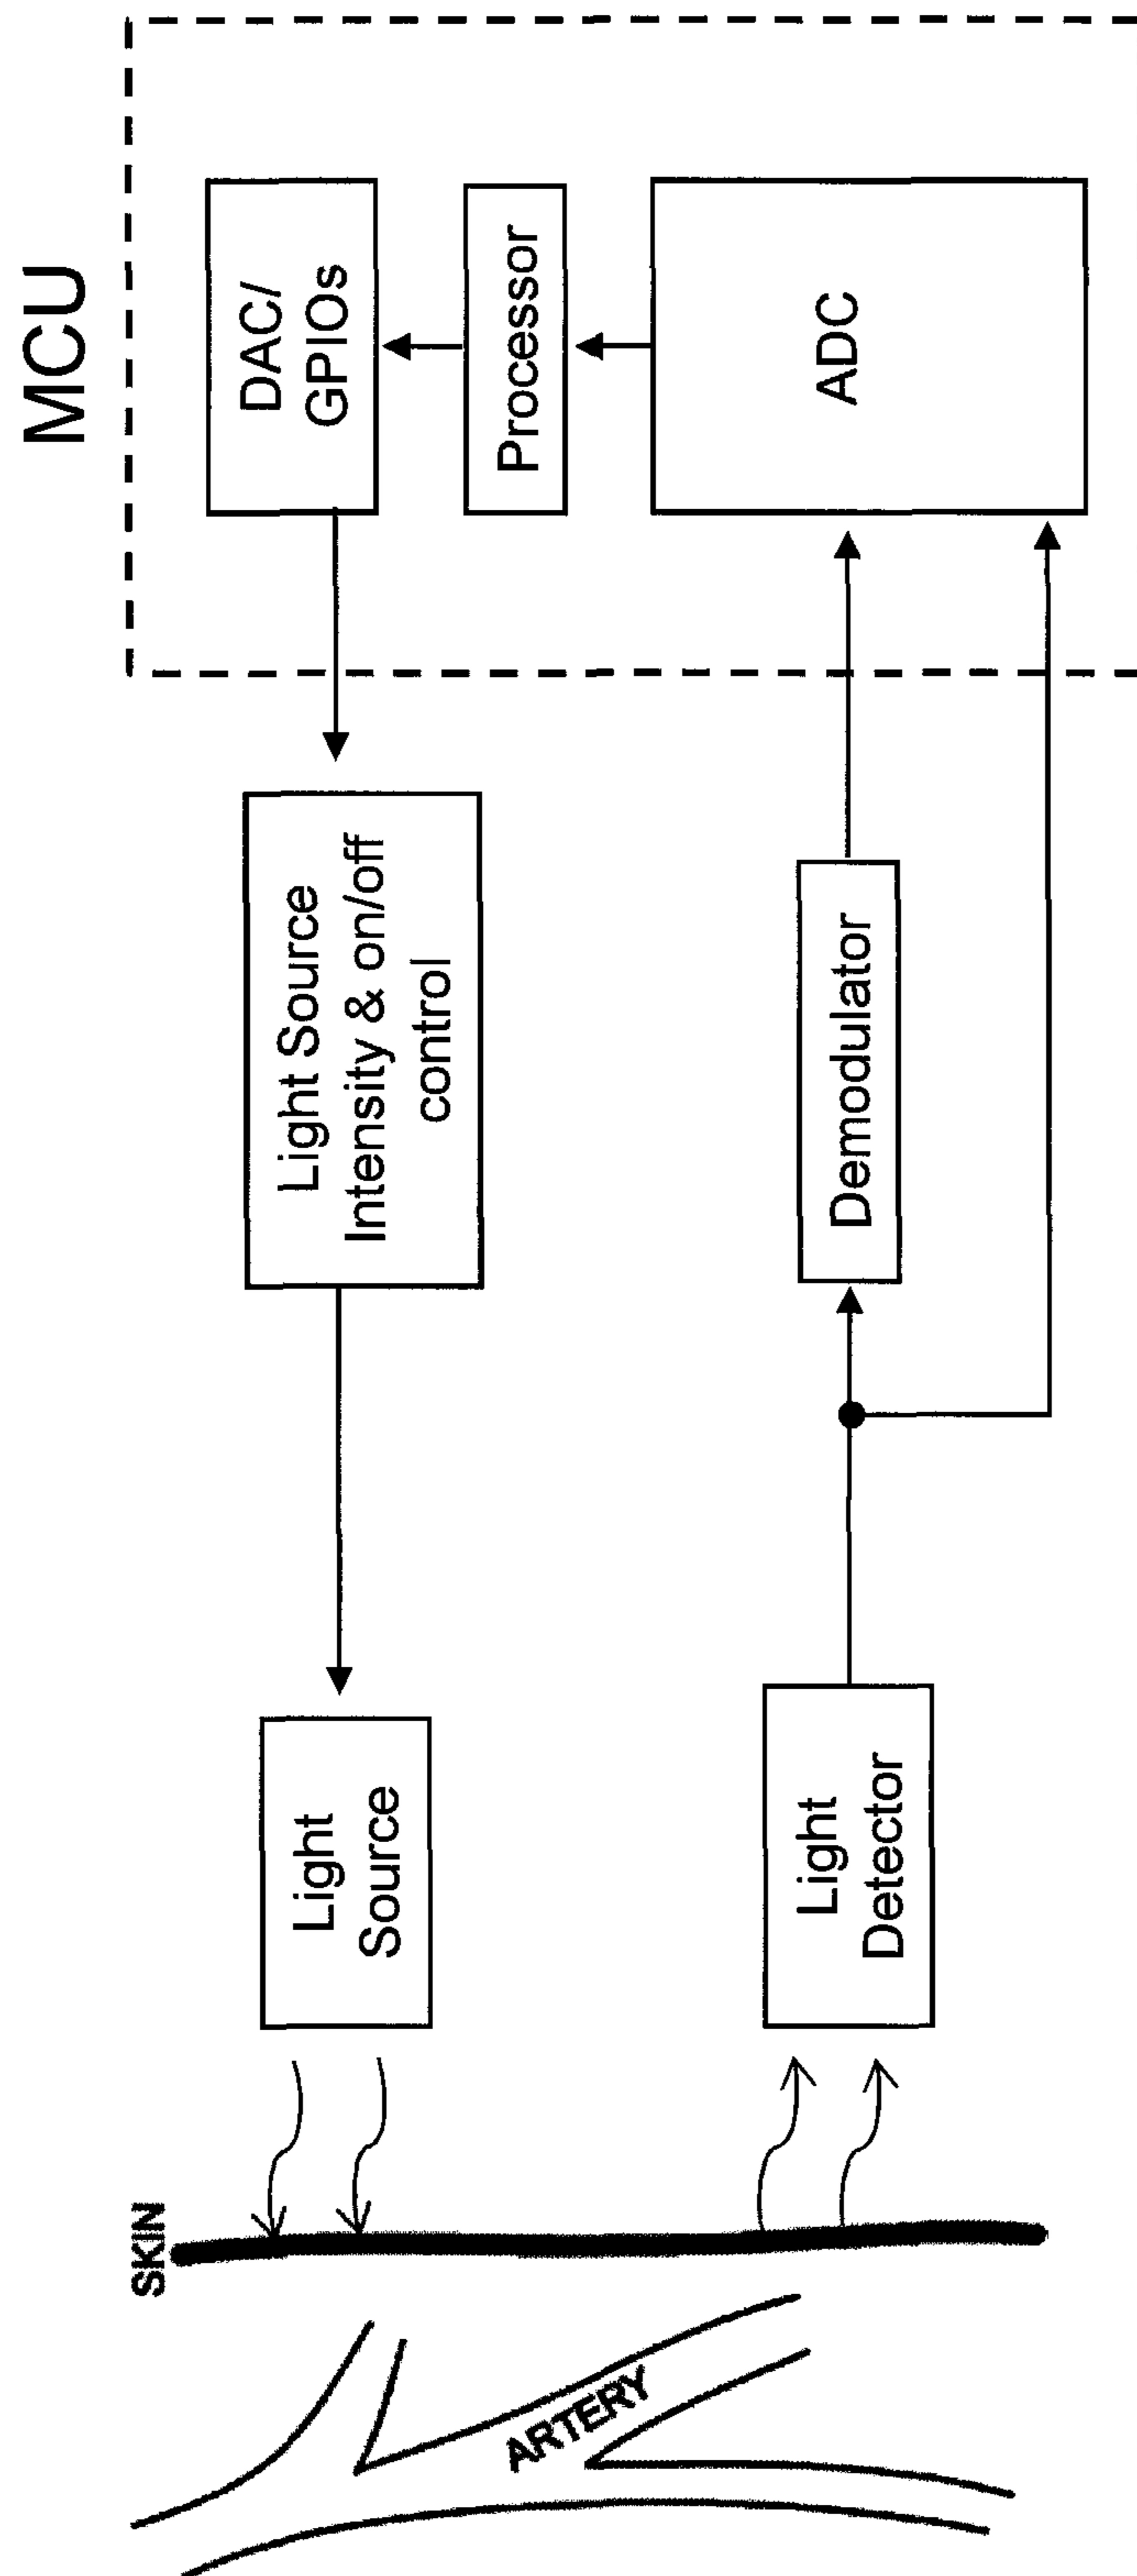 MCU
DAC/
GPIOs
Processor
ADC
Light Source
Intensity & on/off
control
Demodulator
Light
Source
Light
Detector
SKIN
ARTERY